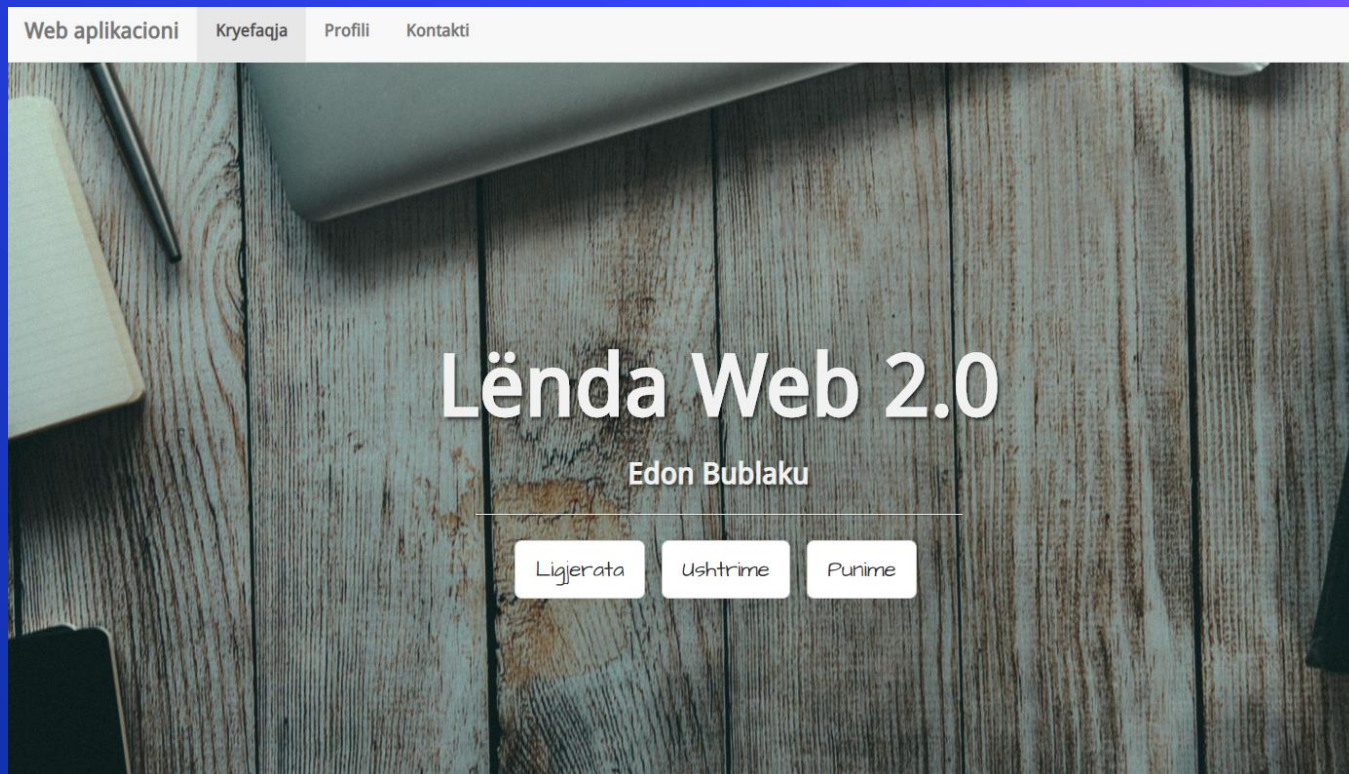 Web aplikacioni Kryefaqja Profili Kontakti
Lënda Web 2.0
Edon Bublaku
Ligjerata Ushtrime Punime